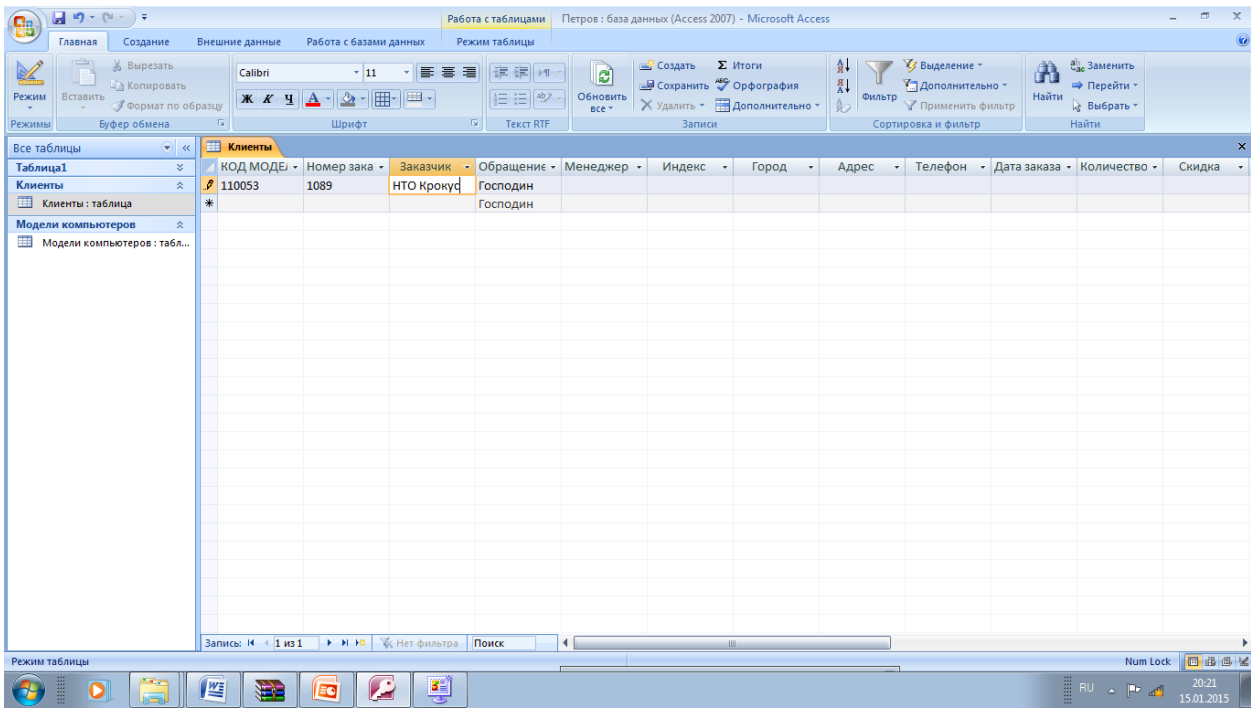 Работа с таблицами Петров : база данных (Access 2007) - Microsoft Access
Главная Создание Внешние данные Работа с базами данных Режим таблицы
Режим
Режимы
Вставить
Вырезать
Копировать
Формат по образцу
Буфер обмена
Calibri 11
Ж К Ч
Шрифт
Текст RTF
Обновить
все
Создать
Сохранить
Удалить
Σ Итоги
Орфография
Дополнительно
Записи
Фильтр
Выделение
Дополнительно
Применить фильтр
Сортировка и фильтр
Найти
Заменить
Перейти
Выбрать
Найти
Все таблицы
Таблица1
Клиенты
Клиенты : таблица
Модели компьютеров
Модели компьютеров : табл...
Клиенты
КОД МОДЕЛ Номер зака Заказчик Обращение Менеджер Индекс Город Адрес Телефон Дата заказа Количество Скидка
110053 1089 НТО Крокус Господин
Господин
Запись: 1 из 1 Нет фильтра Поиск
Режим таблицы Num Lock
RU 20:21
15.01.2015